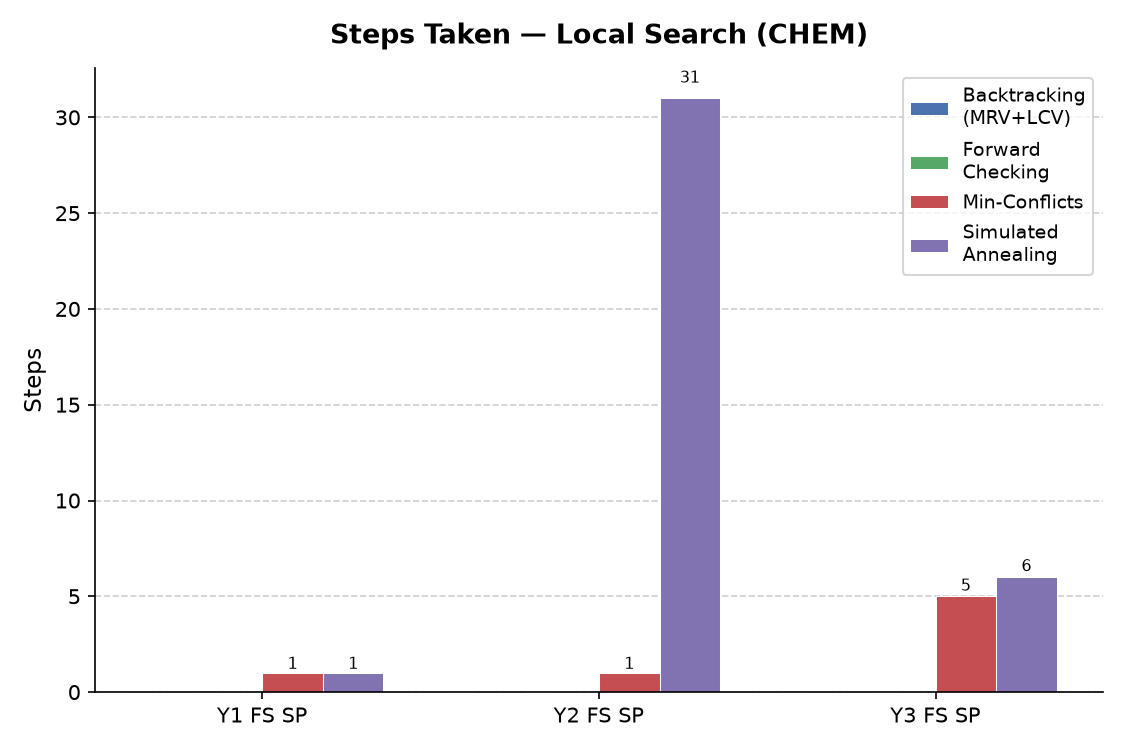 Steps Taken — Local Search (CHEM)
31
Backtracking
(MRV+LCV)
Forward
Checking
Min-Conflicts
Simulated
Annealing
30
25
20
15
10
5
0
Steps
1
1
1
5
6
Y1 FS SP
Y2 FS SP
Y3 FS SP